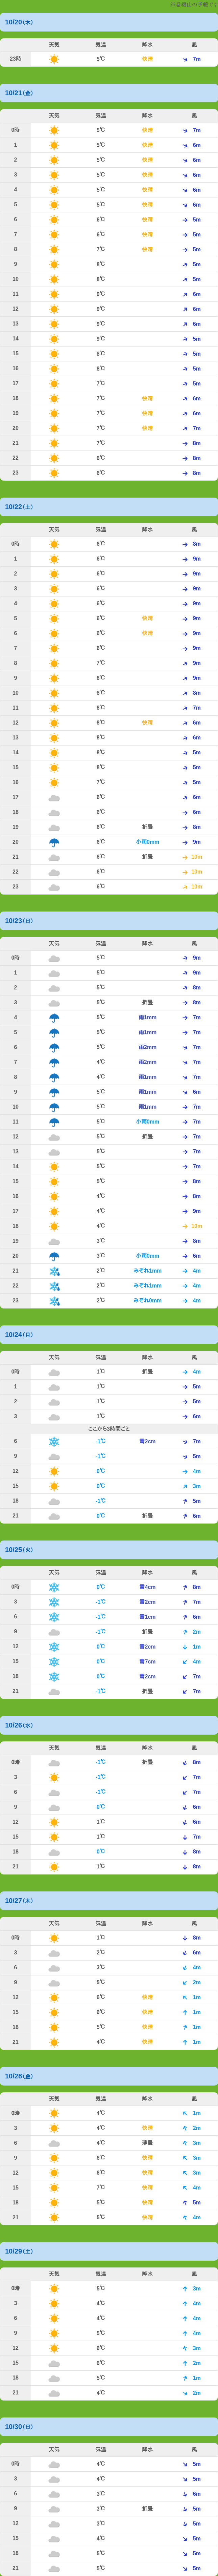 10/20(木)
天気 気温 降水 風
23時 5℃ 快晴 7m
10/21(金)
天気 気温 降水 風
0時 5℃ 快晴 7m
1 5℃ 快晴 6m
2 5℃ 快晴 6m
3 5℃ 快晴 6m
4 5℃ 快晴 6m
5 5℃ 快晴 6m
6 6℃ 快晴 5m
7 6℃ 快晴 5m
8 7℃ 快晴 5m
9 8℃ 5m
10 8℃ 5m
11 9℃ 6m
12 9℃ 6m
13 9℃ 6m
14 9℃ 5m
15 8℃ 5m
16 8℃ 5m
17 7℃ 5m
18 7℃ 快晴 6m
19 7℃ 快晴 6m
20 7℃ 快晴 7m
21 7℃ 8m
22 6℃ 8m
23 6℃ 8m
10/22(土)
天気 気温 降水 風
0時 6℃ 8m
1 6℃ 9m
2 6℃ 9m
3 6℃ 9m
4 6℃ 9m
5 6℃ 快晴 9m
6 6℃ 快晴 9m
7 6℃ 9m
8 7℃ 9m
9 8℃ 9m
10 8℃ 8m
11 8℃ 7m
12 8℃ 快晴 6m
13 8℃ 6m
14 8℃ 5m
15 8℃ 5m
16 7℃ 5m
17 6℃ 6m
18 6℃ 6m
19 6℃ 折曇 8m
20 6℃ 小雨0mm 9m
21 6℃ 折曇 10m
22 6℃ 10m
23 6℃ 10m
10/23(日)
天気 気温 降水 風
0時 5℃ 9m
1 5℃ 9m
2 5℃ 8m
3 5℃ 折曇 8m
4 5℃ 雨1mm 7m
5 5℃ 雨1mm 7m
6 5℃ 雨2mm 7m
7 4℃ 雨2mm 7m
8 4℃ 雨1mm 7m
9 5℃ 雨1mm 6m
10 5℃ 雨1mm 7m
11 5℃ 小雨0mm 7m
12 5℃ 折曇 7m
13 5℃ 7m
14 5℃ 7m
15 5℃ 8m
16 4℃ 8m
17 4℃ 9m
18 4℃ 10m
19 3℃ 8m
20 3℃ 小雨0mm 6m
21 2℃ みぞれ1mm 4m
22 2℃ みぞれ1mm 4m
23 2℃ みぞれ0mm 4m
10/24(月)
天気 気温 降水 風
0時 1℃ 折曇 4m
1 1℃ 5m
2 1℃ 5m
3 1℃ 6m
ここから3時間ごと
6 -1℃ 雪2cm 7m
9 -1℃ 5m
12 0℃ 4m
15 0℃ 3m
18 -1℃ 5m
21 0℃ 折曇 6m
10/25(火)
天気 気温 降水 風
0時 0℃ 雪4cm 8m
3 -1℃ 雪2cm 7m
6 -1℃ 雪1cm 6m
9 -1℃ 折曇 2m
12 0℃ 雪2cm 1m
15 0℃ 雪7cm 4m
18 0℃ 雪2cm 7m
21 -1℃ 折曇 7m
10/26(水)
天気 気温 降水 風
0時 -1℃ 折曇 8m
3 -1℃ 7m
6 -1℃ 7m
9 0℃ 6m
12 1℃ 6m
15 1℃ 7m
18 0℃ 8m
21 1℃ 8m
10/27(木)
天気 気温 降水 風
0時 1℃ 8m
3 2℃ 6m
6 3℃ 4m
9 5℃ 2m
12 6℃ 快晴 1m
15 6℃ 快晴 1m
18 5℃ 快晴 1m
21 4℃ 快晴 1m
10/28(金)
天気 気温 降水 風
0時 4℃ 1m
3 4℃ 快晴 2m
6 4℃ 薄曇 3m
9 6℃ 快晴 3m
12 6℃ 快晴 3m
15 7℃ 快晴 4m
18 5℃ 快晴 5m
21 5℃ 快晴 4m
10/29(土)
天気 気温 降水 風
0時 5℃ 3m
3 4℃ 4m
6 4℃ 4m
9 5℃ 4m
12 6℃ 3m
15 6℃ 2m
18 5℃ 1m
21 4℃ 2m
10/30(日)
天気 気温 降水 風
0時 4℃ 5m
3 4℃ 5m
6 3℃ 6m
9 3℃ 折曇 5m
12 3℃ 5m
15 4℃ 5m
18 5℃ 5m
21 5℃ 5m